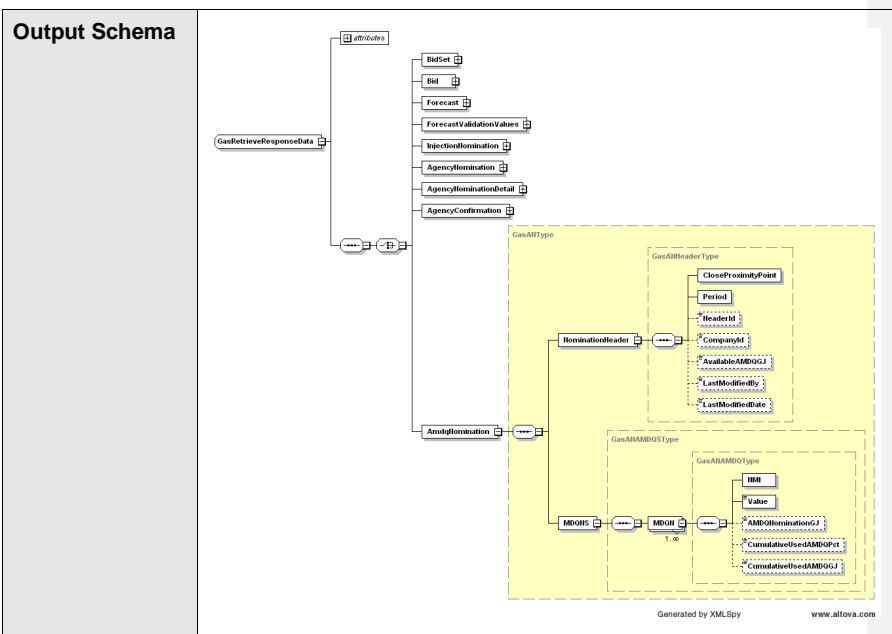 Output Schema
attributes
BidSet
Bid
Forecast
ForecastValidationValues
GasRetrieveResponseData
InjectionNomination
AgencyNomination
AgencyNominationDetail
AgencyConfirmation
GasANType
GasANHeaderType
CloseProximityPoint
Period
HeaderId
NominationHeader
CompanyId
AvailableAMDQGJ
LastModifiedBy
LastModifiedDate
AmdqNomination
GasANAMDQSType
GasANAMDQType
NMI
Value
MDQNS
MDQN
AMDQNominationGJ
1..∞
CumulativeUsedAMDQPct
CumulativeUsedAMDQGJ
Generated by XMLSpy
www.altova.com